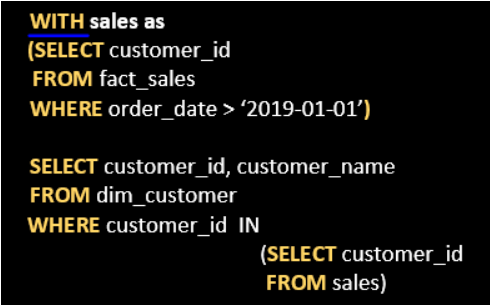 WITH sales as
(SELECT customer_id
FROM fact_sales
WHERE order_date > ‘2019-01-01’)
SELECT customer_id, customer_name
FROM dim_customer
WHERE customer_id IN
(SELECT customer_id
FROM sales)